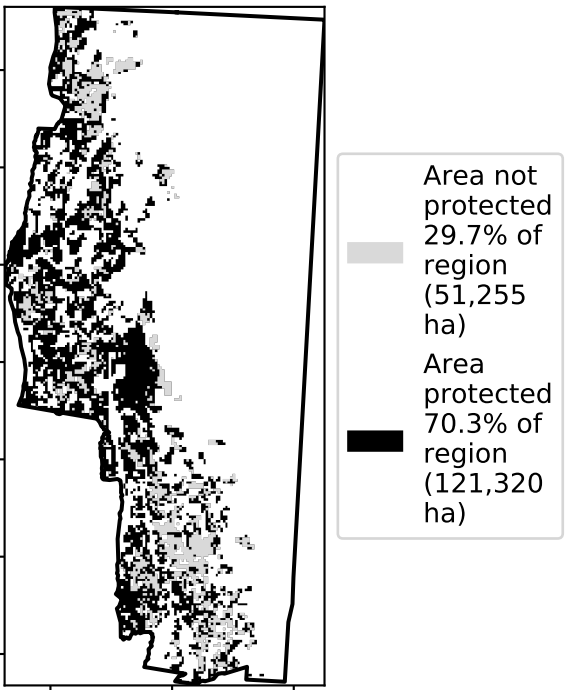 Area not
protected
29.7% of
region
(51,255
ha)
Area
protected
70.3% of
region
(121,320
ha)